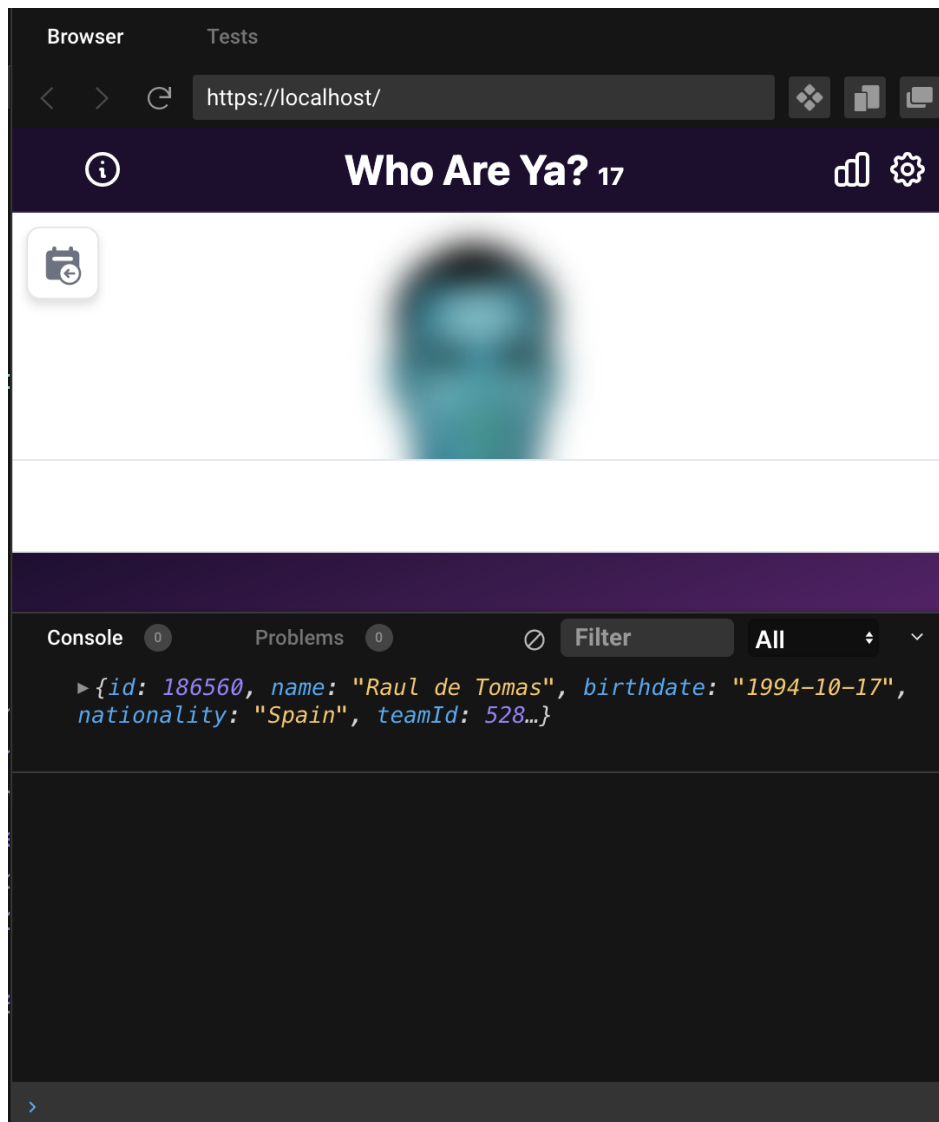 Browser Tests
https://localhost/
Who Are Ya? 17
Console 0 Problems 0 Filter All
{id: 186560, name: "Raul de Tomas", birthdate: "1994-10-17",
nationality: "Spain", teamId: 528…}